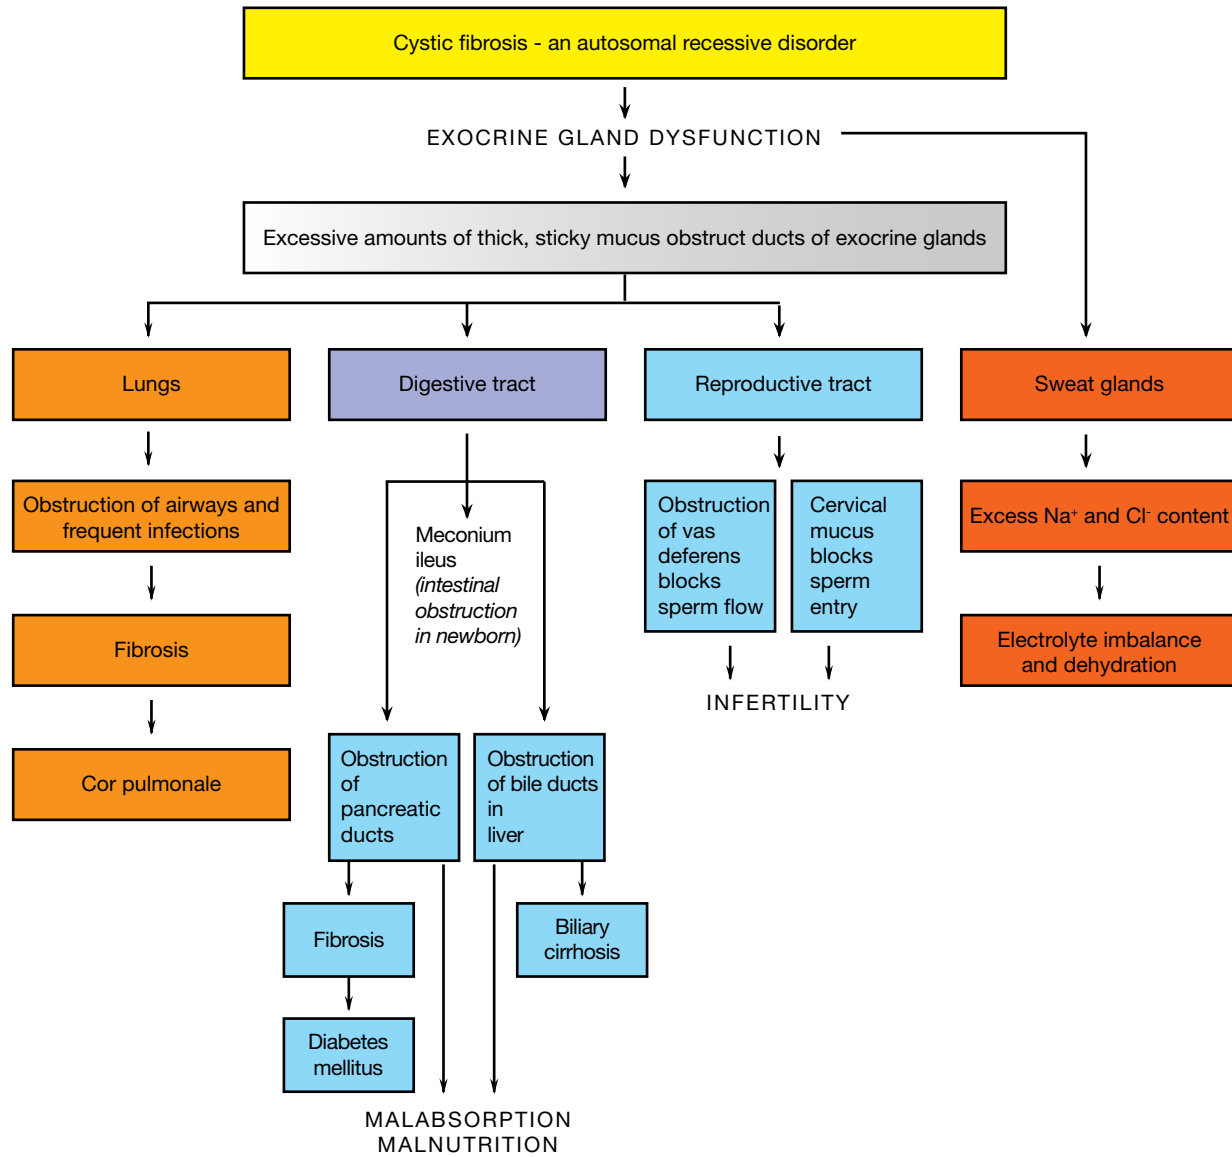 Cystic fibrosis - an autosomal recessive disorder
EXOCRINE GLAND DYSFUNCTION
Excessive amounts of thick, sticky mucus obstruct ducts of exocrine glands
Lungs
Digestive tract
Reproductive tract
Sweat glands
Obstruction of airways and
frequent infections
Fibrosis
Cor pulmonale
Meconium
ileus
(intestinal
obstruction
in newborn)
Obstruction
of
pancreatic
ducts
Obstruction
of bile ducts
in
liver
Fibrosis
Diabetes
mellitus
Biliary
cirrhosis
MALABSORPTION
MALNUTRITION
Obstruction
of vas
deferens
blocks
sperm flow
Cervical
mucus
blocks
sperm
entry
INFERTILITY
Excess Na⁺ and Cl⁻ content
Electrolyte imbalance
and dehydration